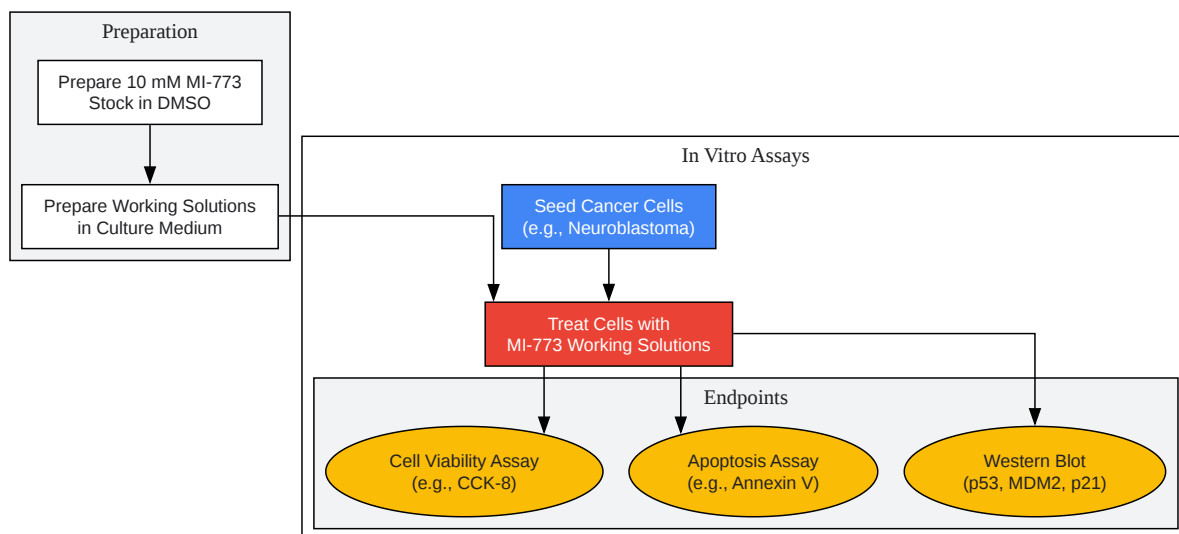 Preparation
Prepare 10 mM MI-773
Stock in DMSO
Prepare Working Solutions
in Culture Medium
In Vitro Assays
Seed Cancer Cells
(e.g., Neuroblastoma)
Treat Cells with
MI-773 Working Solutions
Endpoints
Cell Viability Assay
(e.g., CCK-8)
Apoptosis Assay
(e.g., Annexin V)
Western Blot
(p53, MDM2, p21)